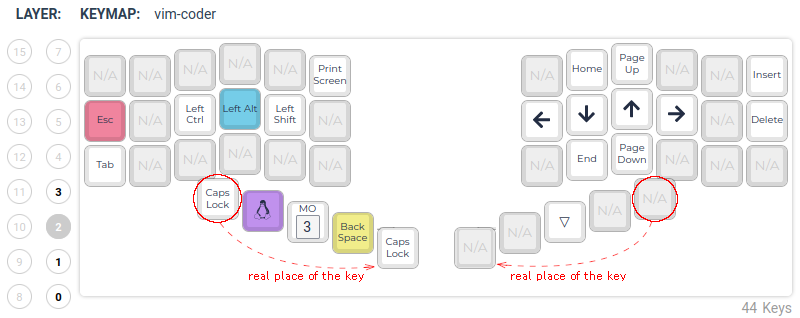 LAYER: KEYMAP: vim-coder
15 7
14 6
13 5
12 4
11 3
10 2
9 1
8 0
N/A N/A N/A N/A N/A Print
Screen
Esc N/A Left
Ctrl Left Alt Left
Shift N/A
Tab N/A N/A N/A N/A N/A
Caps
Lock
MO
3
Back
Space
Caps
Lock
N/A Home Page
Up N/A N/A Insert
← ↓ ↑ → N/A Delete
N/A End Page
Down N/A N/A N/A
N/A N/A ▽ N/A N/A
real place of the key real place of the key
44 Keys